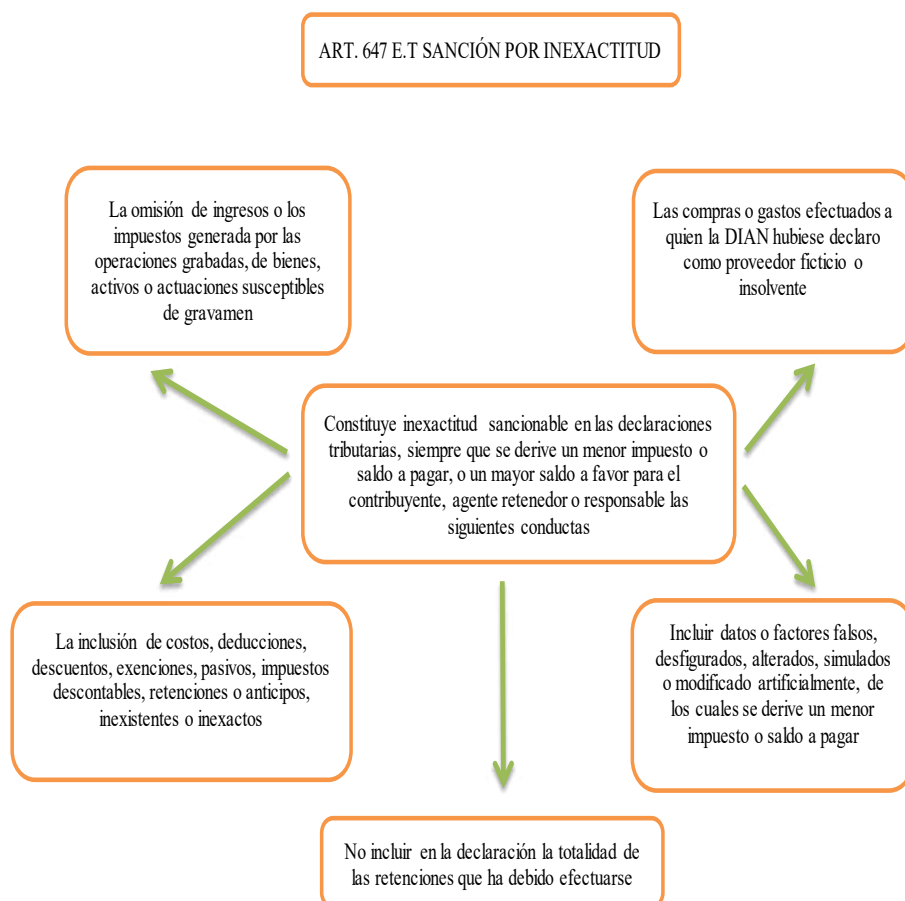 ART. 647 E.T SANCIÓN POR INEXACTITUD
La omisión de ingresos o los
impuestos generada por las
operaciones grabadas, de bienes,
activos o actuaciones susceptibles
de gravamen
Las compras o gastos efectuados a
quien la DIAN hubiese declaro
como proveedor ficticio o
insolvente
Constituye inexactitud sancionable en las declaraciones
tributarias, siempre que se derive un menor impuesto o
saldo a pagar, o un mayor saldo a favor para el
contribuyente, agente retenedor o responsable las
siguientes conductas
La inclusión de costos, deducciones,
descuentos, exenciones, pasivos, impuestos
descontables, retenciones o anticipos,
inexistentes o inexactos
Incluir datos o factores falsos,
desfigurados, alterados, simulados
o modificado artificialmente, de
los cuales se derive un menor
impuesto o saldo a pagar
No incluir en la declaración la totalidad de
las retenciones que ha debido efectuarse